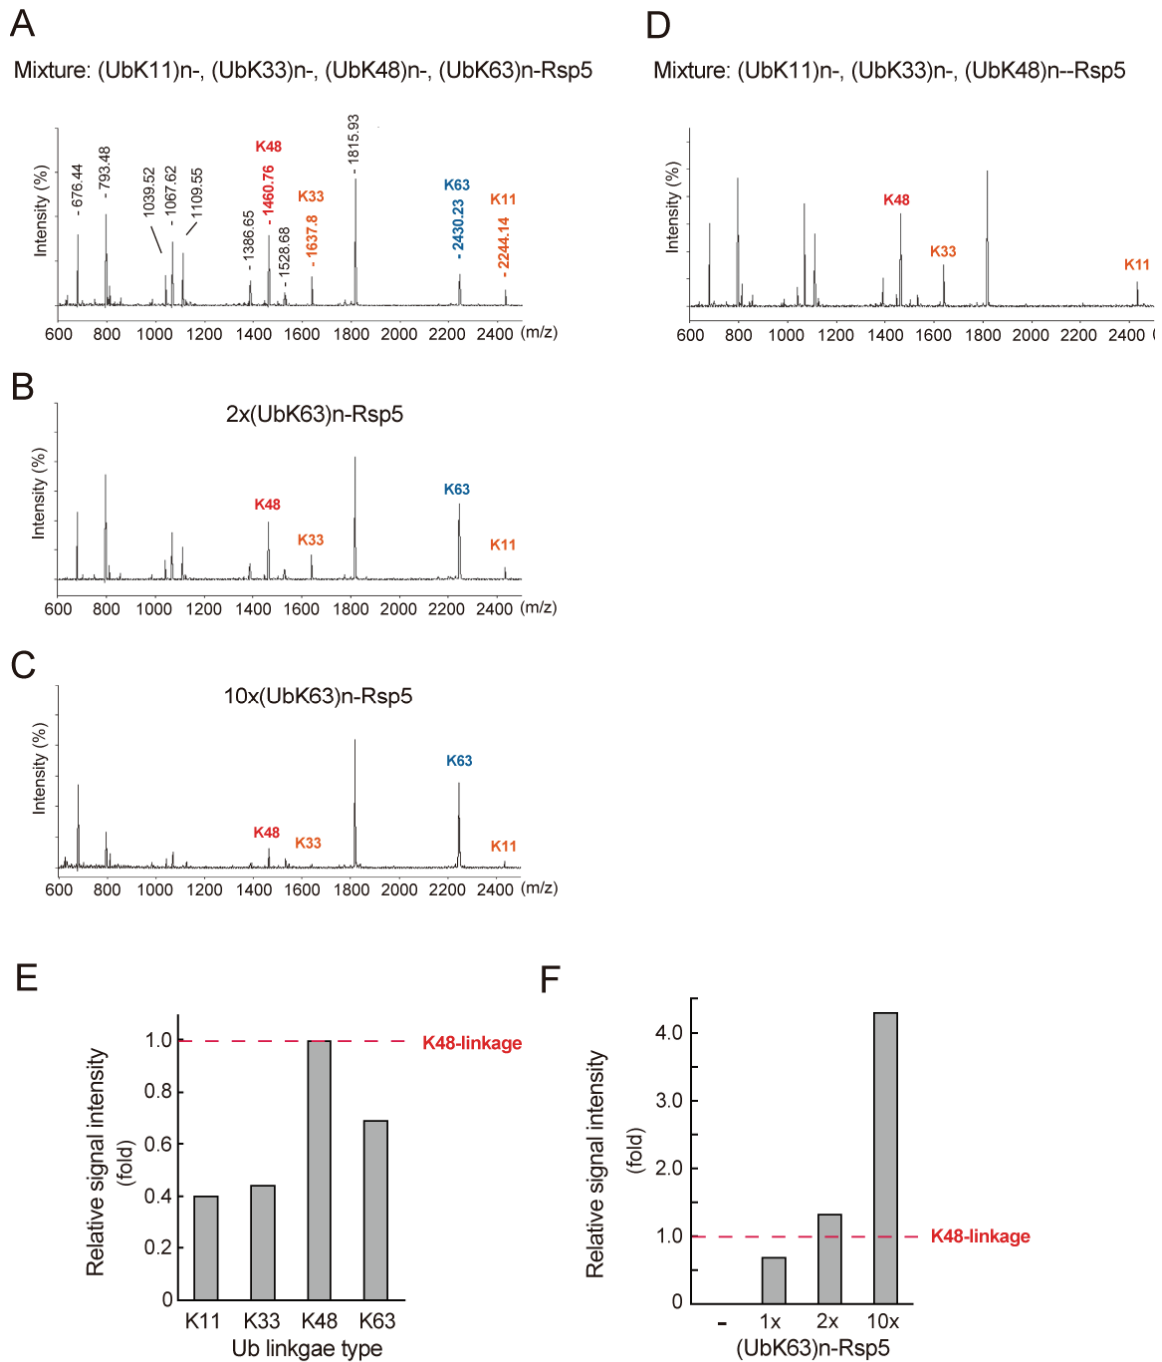 A
Mixture: (UbK11)n-, (UbK33)n-, (UbK48)n-, (UbK63)n-Rsp5
Intensity (%)
676.44
793.48
1039.52
1067.62
1109.55
1386.65
K48
1460.76
1528.68
K33
1637.8
1815.93
K63
2430.23
K11
2244.14
600 800 1000 1200 1400 1600 1800 2000 2200 2400 (m/z)
D
Mixture: (UbK11)n-, (UbK33)n-, (UbK48)n--Rsp5
Intensity (%)
K48
K33
K11
600 800 1000 1200 1400 1600 1800 2000 2200 2400
B
2x(UbK63)n-Rsp5
Intensity (%)
K48
K33
K63
K11
600 800 1000 1200 1400 1600 1800 2000 2200 2400 (m/z)
C
10x(UbK63)n-Rsp5
Intensity (%)
K48
K33
K63
K11
600 800 1000 1200 1400 1600 1800 2000 2200 2400 (m/z)
E
Relative signal intensity
(fold)
1.0
0.8
0.6
0.4
0.2
0
K48-linkage
K11 K33 K48 K63
Ub linkgae type
F
Relative signal intensity
(fold)
4.0
3.0
2.0
1.0
0
K48-linkage
- 1x 2x 10x
(UbK63)n-Rsp5